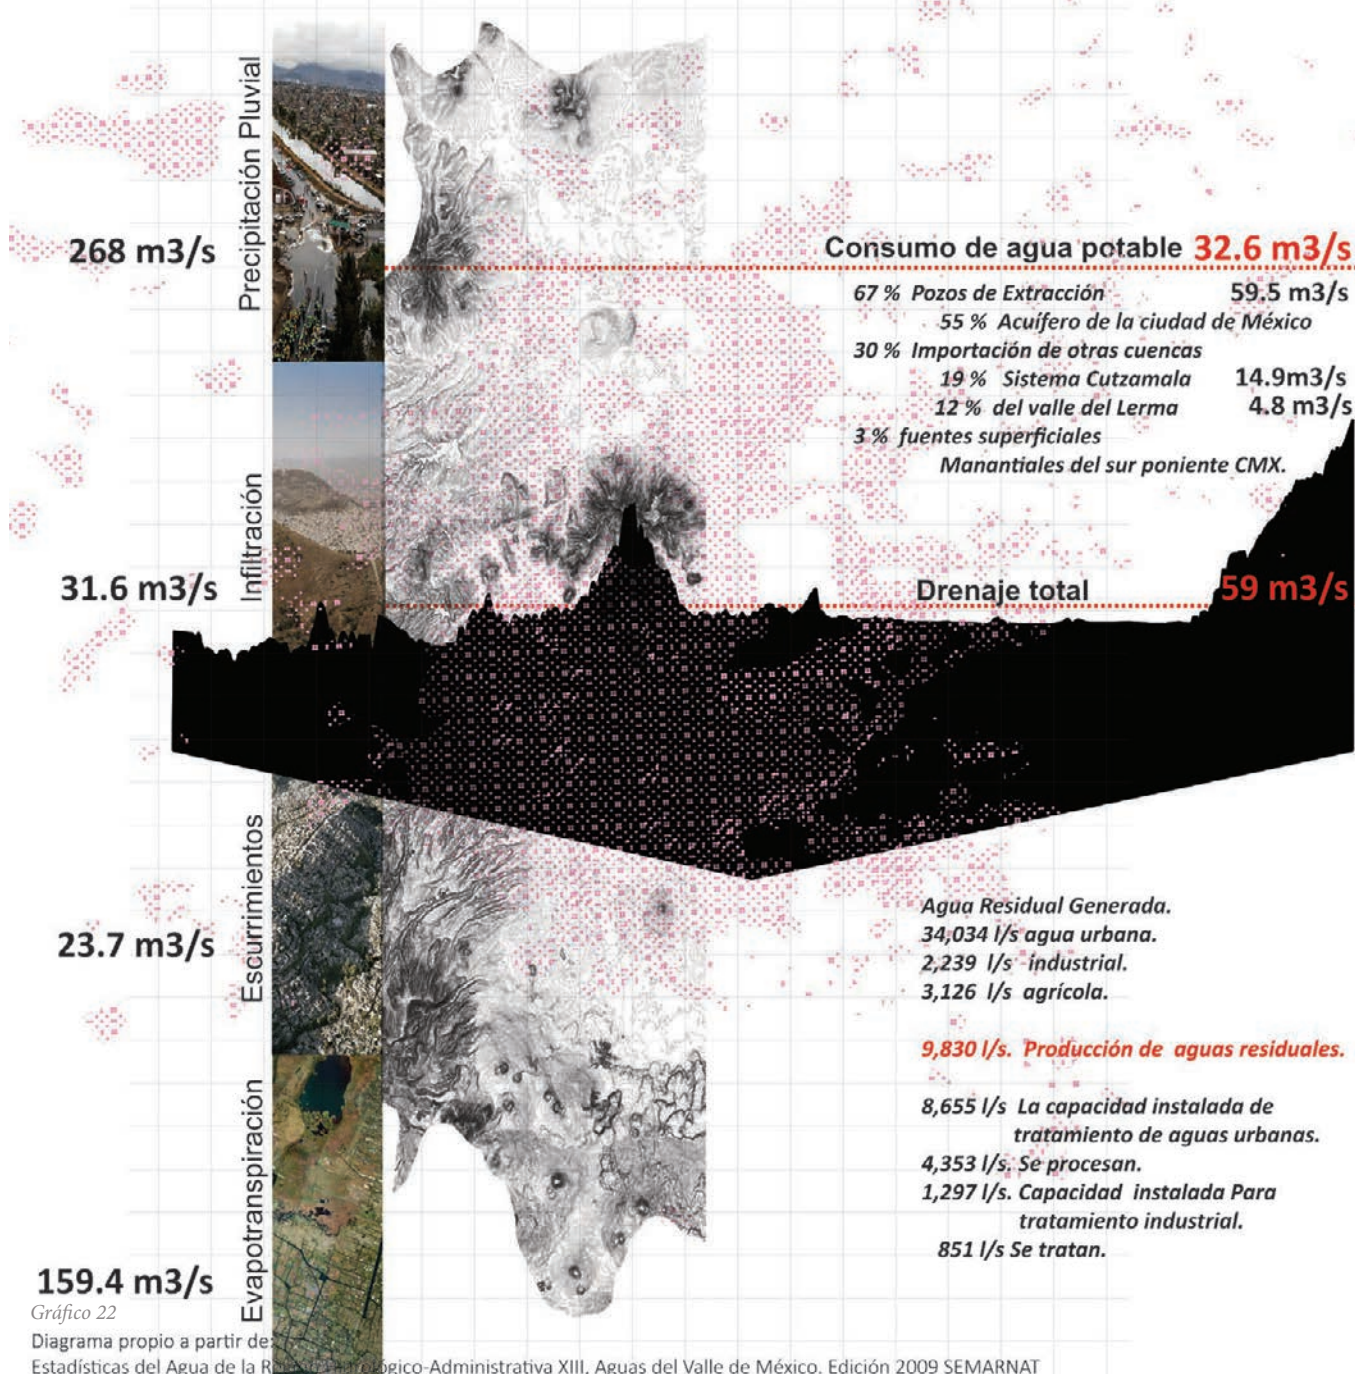 Precipitación Pluvial
268 m3/s
Infiltración
31.6 m3/s
Escurrimientos
23.7 m3/s
Evapotranspiración
159.4 m3/s
Consumo de agua potable 32.6 m3/s
67 % Pozos de Extracción 59.5 m3/s
55 % Acuífero de la ciudad de México
30 % Importación de otras cuencas
19 % Sistema Cutzamala 14.9m3/s
12 % del valle del Lerma 4.8 m3/s
3 % fuentes superficiales
Manantiales del sur poniente CMX.
Drenaje total 59 m3/s
Agua Residual Generada.
34,034 l/s agua urbana.
2,239 l/s industrial.
3,126 l/s agrícola.
9,830 l/s. Producción de aguas residuales.
8,655 l/s La capacidad instalada de
tratamiento de aguas urbanas.
4,353 l/s. Se procesan.
1,297 l/s. Capacidad instalada Para
tratamiento industrial.
851 l/s Se tratan.
Gráfico 22
Diagrama propio a partir de:
Estadísticas del Agua de la Hidrológico-Administrativa XIII. Aguas del Valle de México. Edición 2009 SEMARNAT